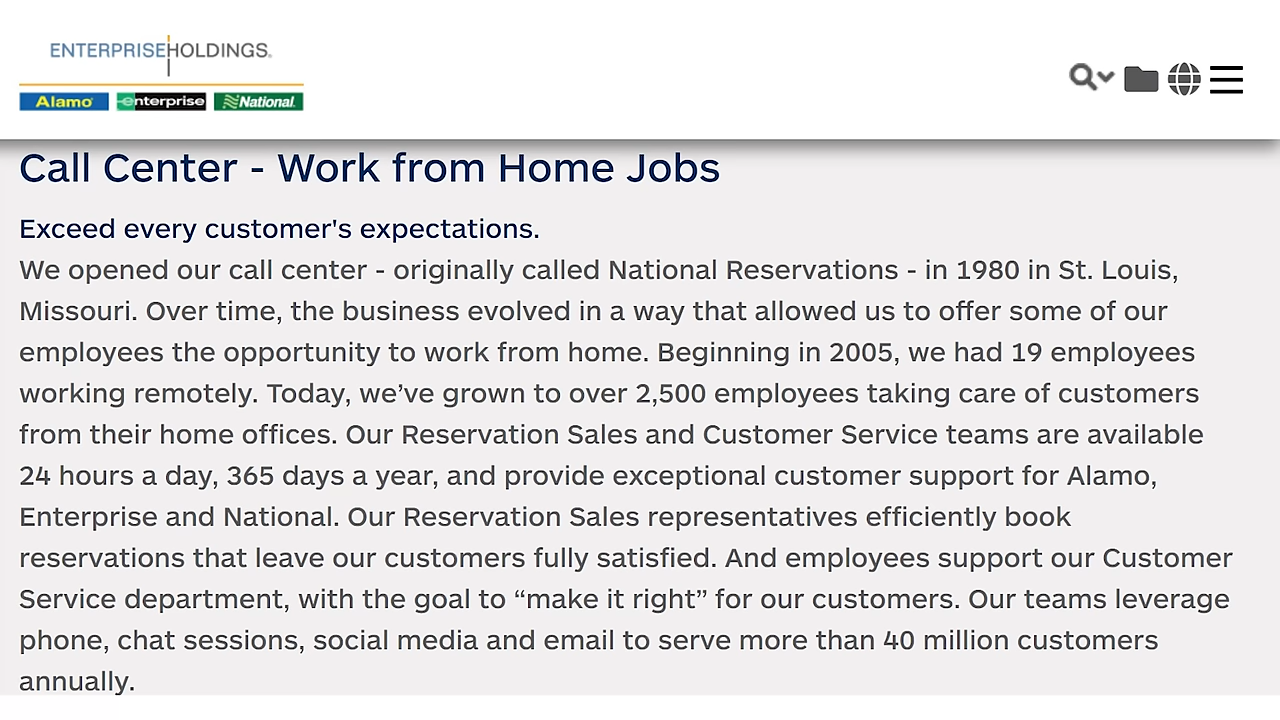 ENTERPRISEHOLDINGS.
Alamo enterprise National
Call Center - Work from Home Jobs
Exceed every customer's expectations.
We opened our call center - originally called National Reservations - in 1980 in St. Louis,
Missouri. Over time, the business evolved in a way that allowed us to offer some of our
employees the opportunity to work from home. Beginning in 2005, we had 19 employees
working remotely. Today, we’ve grown to over 2,500 employees taking care of customers
from their home offices. Our Reservation Sales and Customer Service teams are available
24 hours a day, 365 days a year, and provide exceptional customer support for Alamo,
Enterprise and National. Our Reservation Sales representatives efficiently book
reservations that leave our customers fully satisfied. And employees support our Customer
Service department, with the goal to “make it right” for our customers. Our teams leverage
phone, chat sessions, social media and email to serve more than 40 million customers
annually.